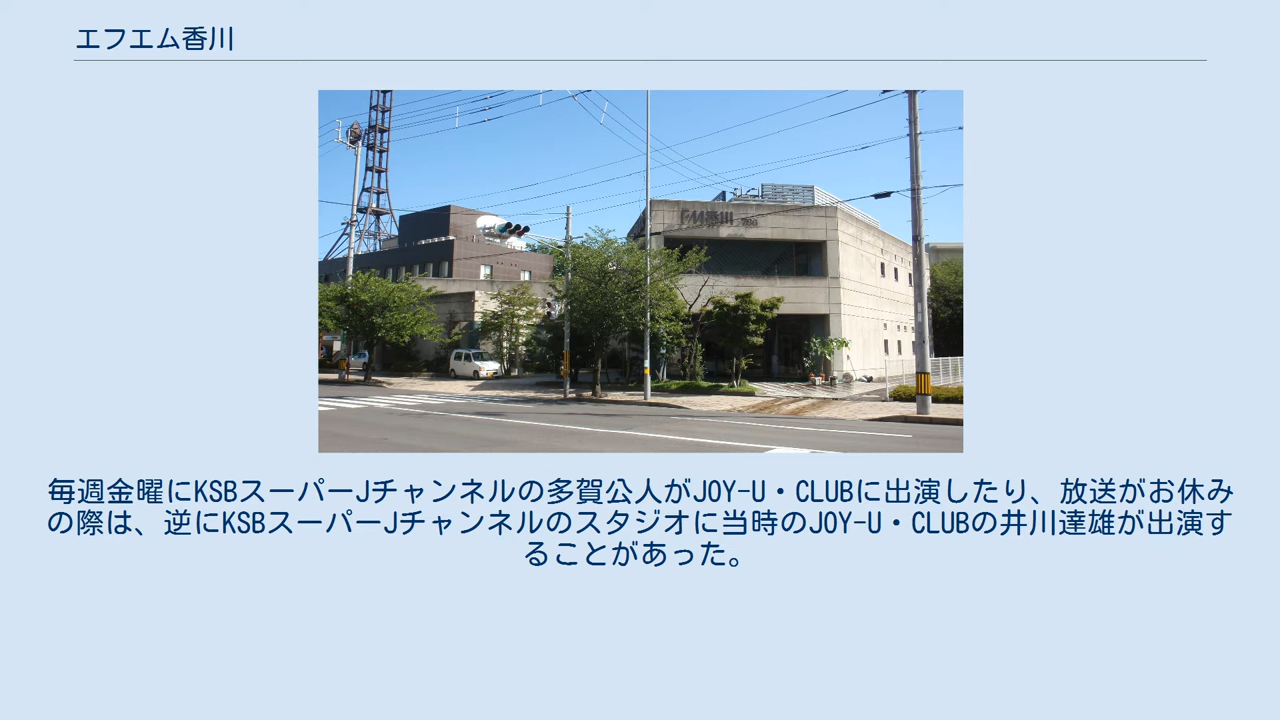 エフエム香川
FM香川 786
毎週金曜にKSBスーパーJチャンネルの多賀公人がJOY-U・CLUBに出演したり、放送がお休み
の際は、逆にKSBスーパーJチャンネルのスタジオに当時のJOY-U・CLUBの井川達雄が出演す
ることがあった。